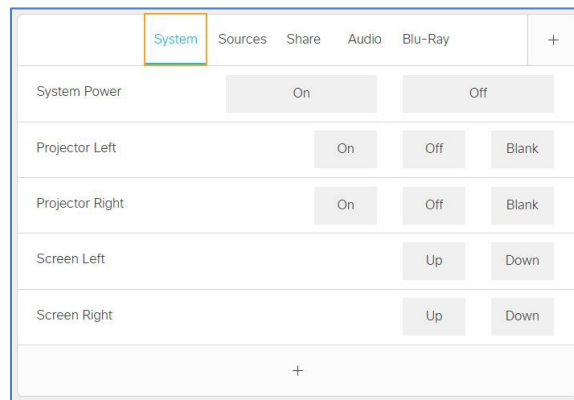 System Sources Share Audio Blu-Ray +
System Power On Off
Projector Left On Off Blank
Projector Right On Off Blank
Screen Left Up Down
Screen Right Up Down
+